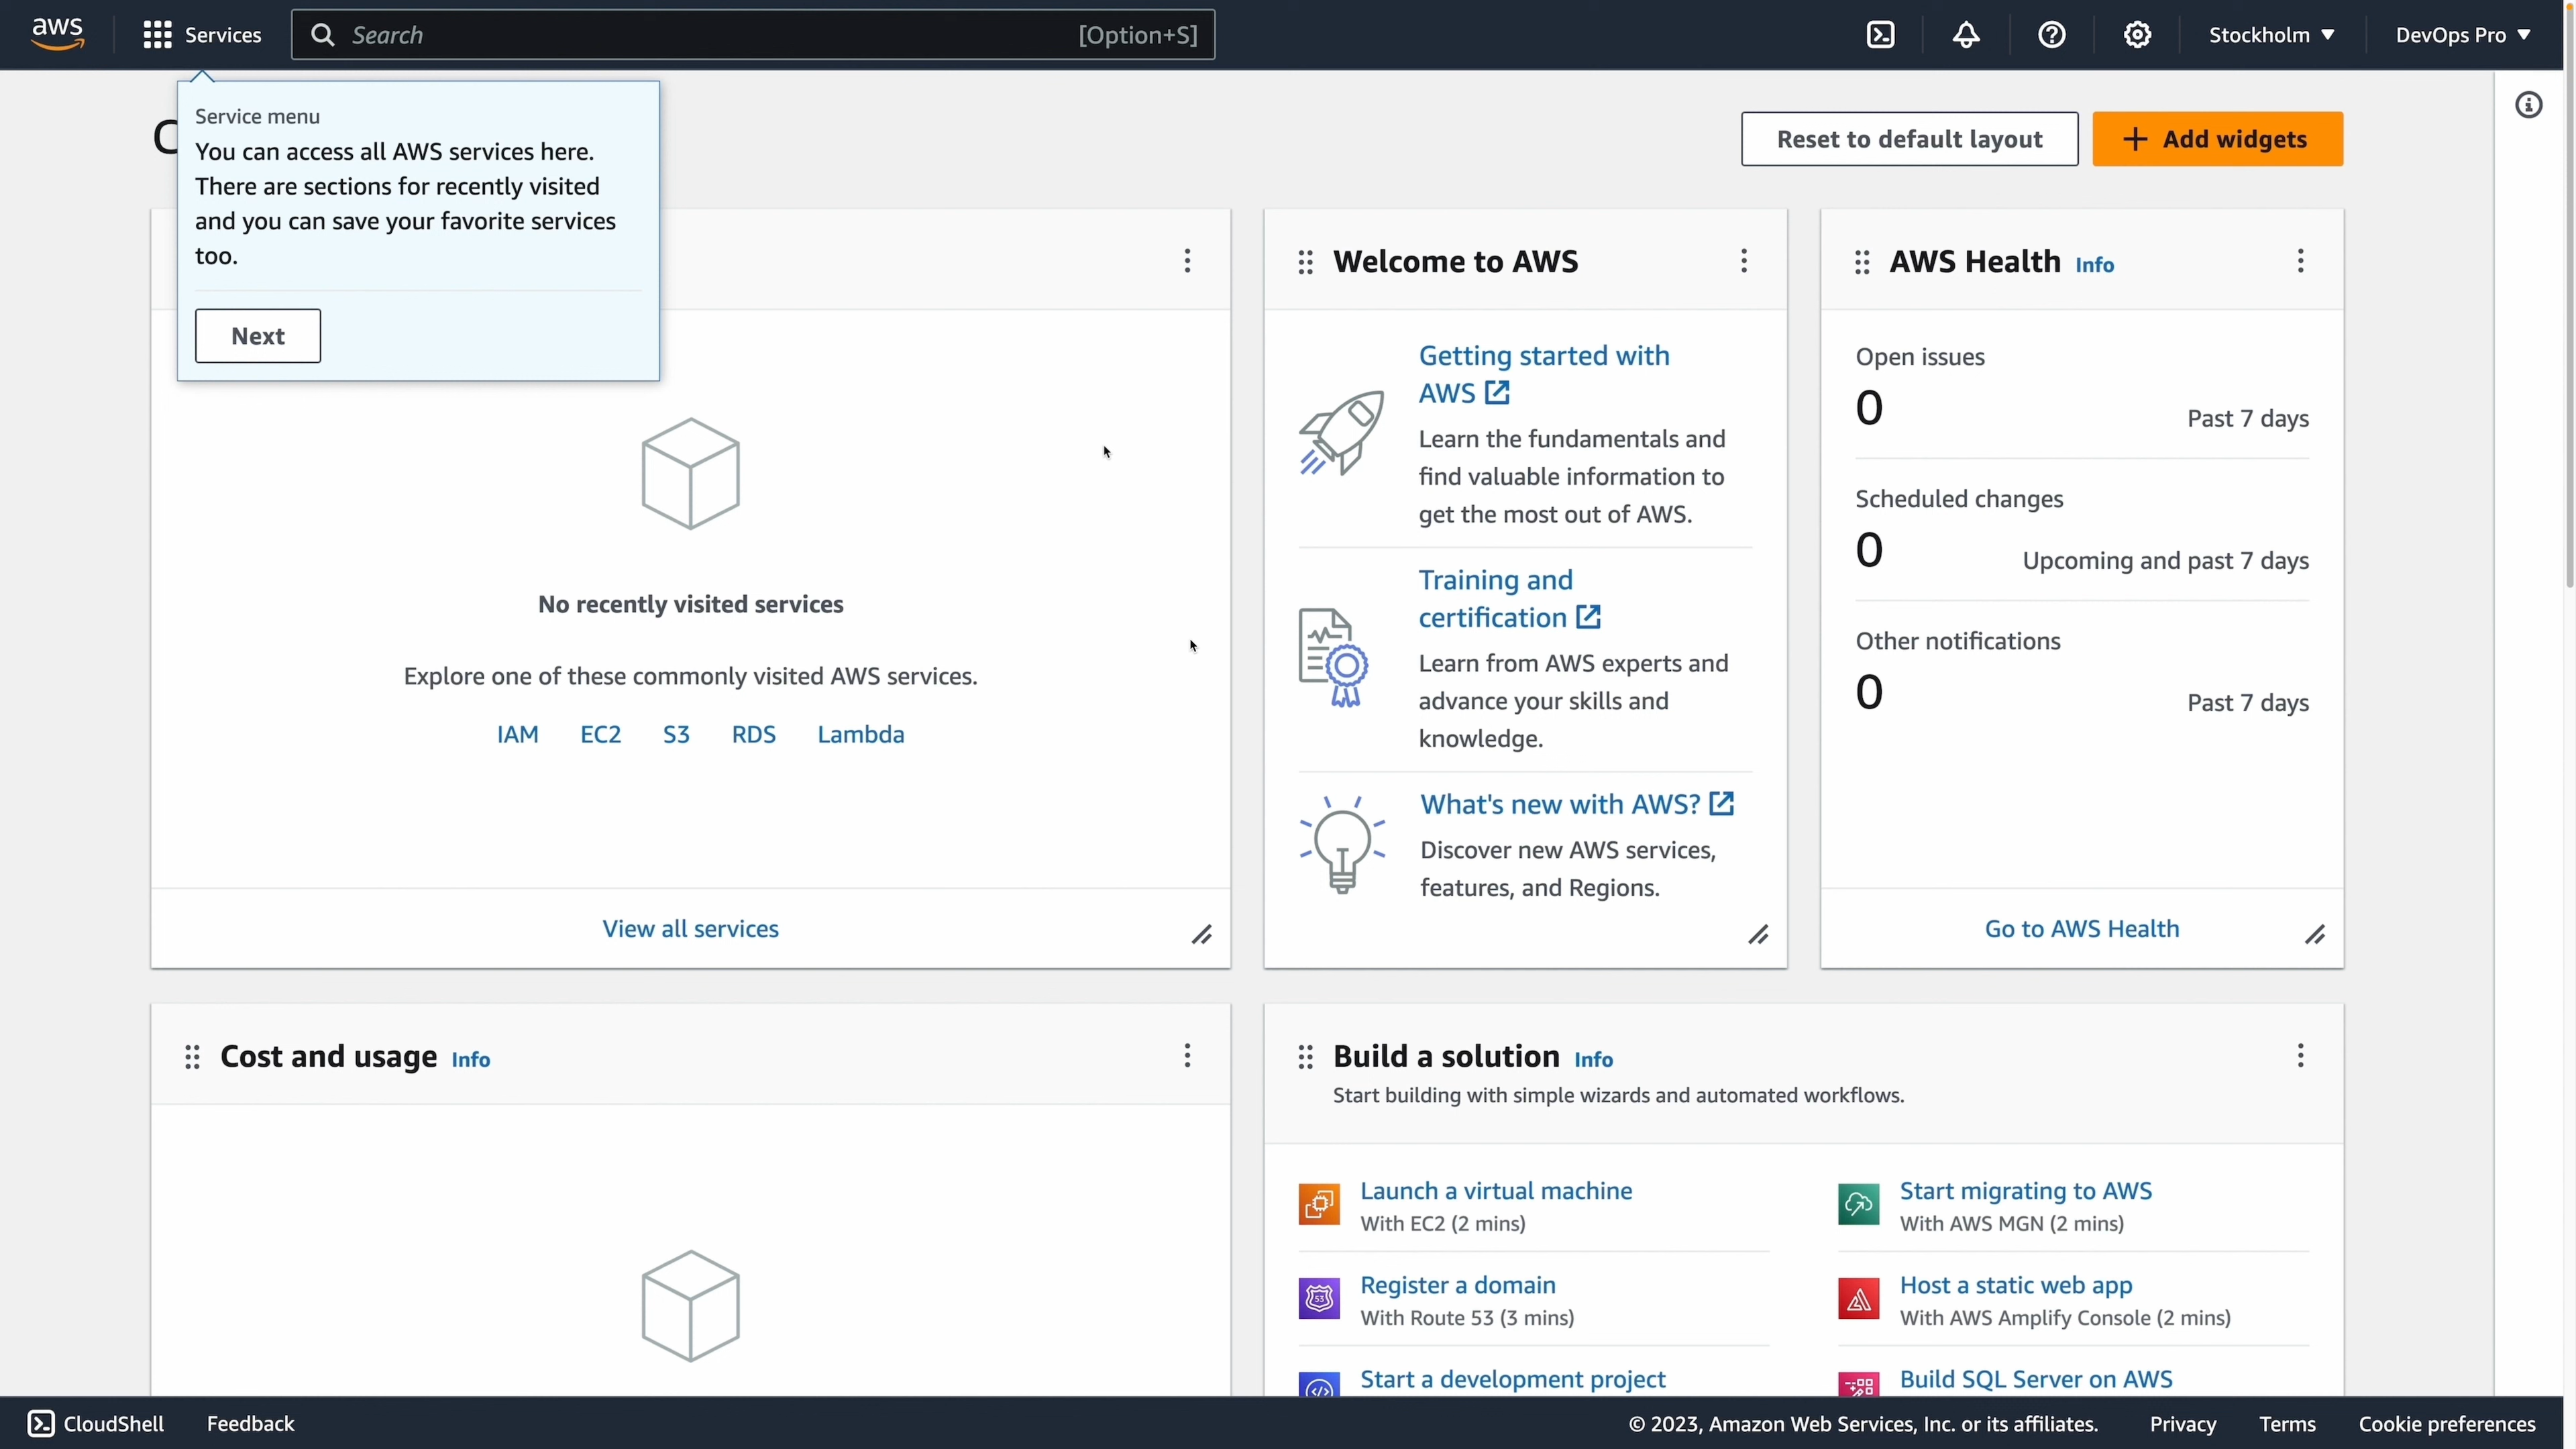 aws
Services
Search
[Option+S]
Stockholm
DevOps Pro
Service menu
You can access all AWS services here.
There are sections for recently visited
and you can save your favorite services
too.
Next
C
Reset to default layout
+ Add widgets
No recently visited services
Explore one of these commonly visited AWS services.
IAM EC2 S3 RDS Lambda
View all services
Welcome to AWS
Getting started with
AWS
Learn the fundamentals and
find valuable information to
get the most out of AWS.
Training and
certification
Learn from AWS experts and
advance your skills and
knowledge.
What's new with AWS?
Discover new AWS services,
features, and Regions.
AWS Health Info
Open issues
0
Past 7 days
Scheduled changes
0
Upcoming and past 7 days
Other notifications
0
Past 7 days
Go to AWS Health
Cost and usage Info
Build a solution Info
Start building with simple wizards and automated workflows.
Launch a virtual machine
With EC2 (2 mins)
Start migrating to AWS
With AWS MGN (2 mins)
53
Register a domain
With Route 53 (3 mins)
Host a static web app
With AWS Amplify Console (2 mins)
Start a development project
Build SQL Server on AWS
CloudShell
Feedback
© 2023, Amazon Web Services, Inc. or its affiliates.
Privacy
Terms
Cookie preferences